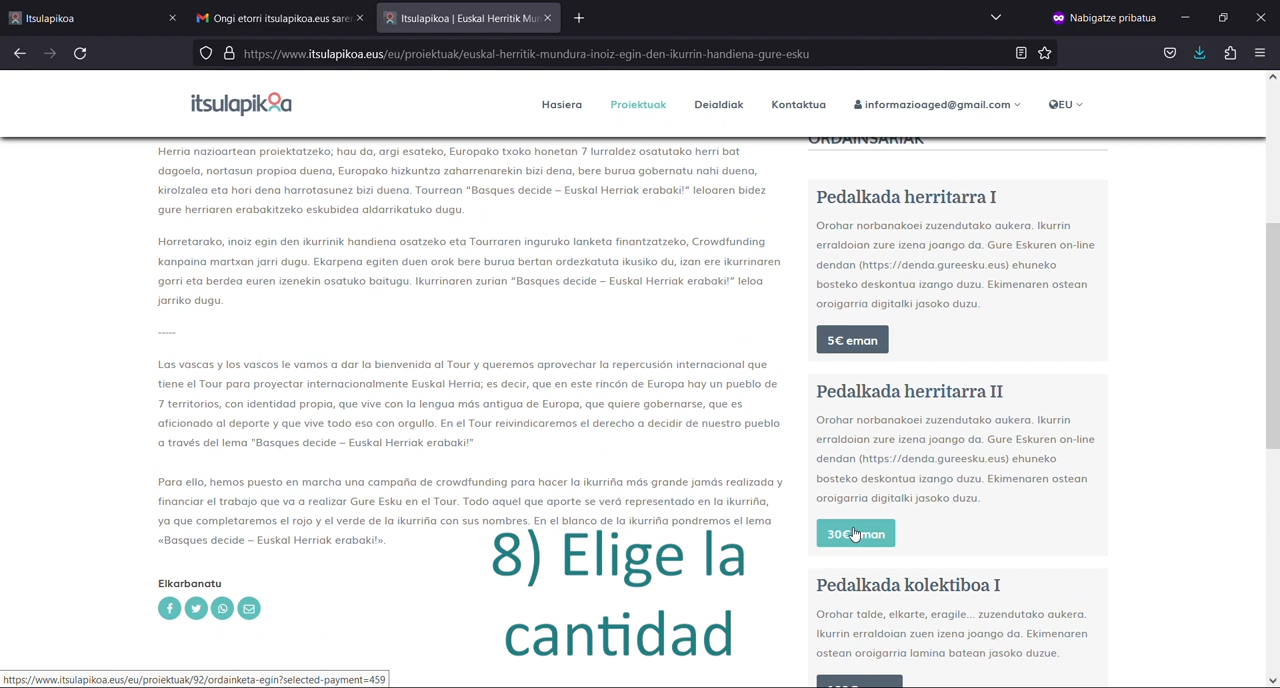 Itsulapikoa
Ongi etorri itsulapikoa.eus sare
Itsulapikoa | Euskal Herritik Mun
Nabigatze pribatua
https://www.itsulapikoa.eus/eu/proiektuak/euskal-herritik-mundura-inoiz-egin-den-ikurrin-handiena-gure-esku
itsulapikoa
Hasiera
Proiektuak
Deialdiak
Kontaktua
informazioaged@gmail.com
EU
Herria nazioartean proiektatzeko; hau da, argi esateko, Europako txoko honetan 7 lurraldez osatutako herri bat
dagoela, nortasun propioa duena, Europako hizkuntza zaharrenarekin bizi dena, bere burua gobernatu nahi duena,
kirolzalea eta hori dena harrotasunez bizi duena. Tourrean “Basques decide – Euskal Herriak erabaki!” leloaren bidez
gure herriaren erabakitzeko eskubidea aldarrikatuko dugu.
Horretarako, inoiz egin den ikurrinik handiena osatzeko eta Tourraren inguruko lanketa finantzatzeko, Crowdfunding
kanpaina martxan jarri dugu. Ekarpena egiten duen orok bere burua bertan ordezkatuta ikusiko du, izan ere ikurrinaren
gorri eta berdea euren izenekin osatuko baitugu. Ikurrinaren zurian “Basques decide – Euskal Herriak erabaki!” leloa
jarriko dugu.
-----
Las vascas y los vascos le vamos a dar la bienvenida al Tour y queremos aprovechar la repercusión internacional que
tiene el Tour para proyectar internacionalmente Euskal Herria; es decir, que en este rincón de Europa hay un pueblo de
7 territorios, con identidad propia, que vive con la lengua más antigua de Europa, que quiere gobernarse, que es
aficionado al deporte y que vive todo eso con orgullo. En el Tour reivindicaremos el derecho a decidir de nuestro pueblo
a través del lema "Basques decide – Euskal Herriak erabaki!"
Para ello, hemos puesto en marcha una campaña de crowdfunding para hacer la ikurriña más grande jamás realizada y
financiar el trabajo que va a realizar Gure Esku en el Tour. Todo aquel que aporte se verá representado en la ikurriña,
ya que completaremos el rojo y el verde de la ikurriña con sus nombres. En el blanco de la ikurriña pondremos el lema
«Basques decide – Euskal Herriak erabaki!».
Elkarbanatu
ORDAINSARIAK
Pedalkada herritarra I
Orohar norbanakoei zuzendutako aukera. Ikurrin
erraldoian zure izena joango da. Gure Eskuren on-line
dendan (https://denda.gureesku.eus) ehuneko
bosteko deskontua izango duzu. Ekimenaren ostean
oroigarria digitalki jasoko duzu.
5€ eman
Pedalkada herritarra II
Orohar norbanakoei zuzendutako aukera. Ikurrin
erraldoian zure izena joango da. Gure Eskuren on-line
dendan (https://denda.gureesku.eus) ehuneko
bosteko deskontua izango duzu. Ekimenaren ostean
oroigarria digitalki jasoko duzu.
30€ eman
Pedalkada kolektiboa I
Orohar talde, elkarte, eragile... zuzendutako aukera.
Ikurrin erraldoian zuen izena joango da. Ekimenaren
ostean oroigarria lamina batean jasoko duzue.
8) Elige la
cantidad
https://www.itsulapikoa.eus/eu/proiektuak/92/ordainketa-egin?selected-payment=459